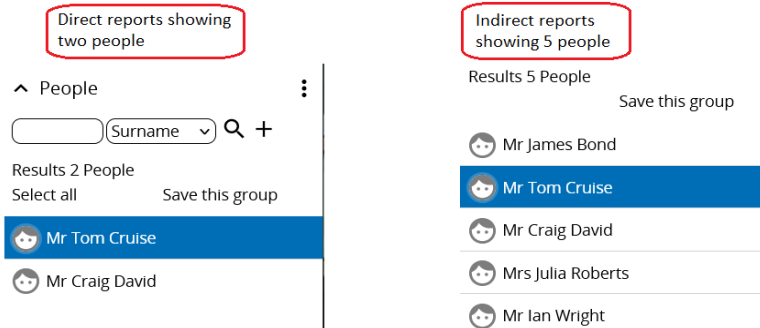 Direct reports showing
two people
People
Surname
Results 2 People
Select all
Save this group
Mr Tom Cruise
Mr Craig David
Indirect reports
showing 5 people
Results 5 People
Save this group
Mr James Bond
Mr Tom Cruise
Mr Craig David
Mrs Julia Roberts
Mr Ian Wright